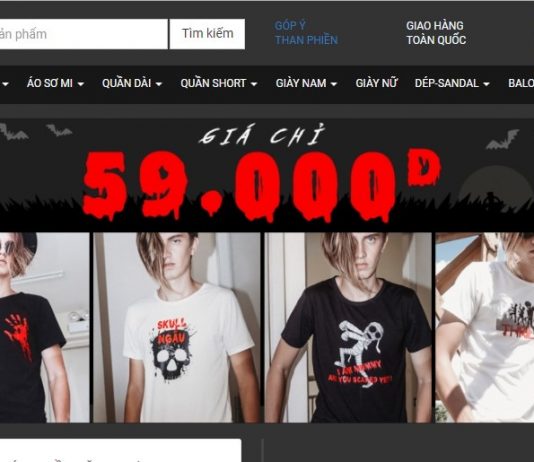 ản phẩm
Tìm kiếm
GÓP Ý
THAN PHIỀN
GIAO HÀNG
TOÀN QUỐC
ÁO SƠ MI
QUẦN DÀI
QUẦN SHORT
GIÀY NAM
GIÀY NỮ
DÉP-SANDAL
BALO
GIÁ CHỈ
59.000Đ
SKULL
NGẦU
I AM MUMMY
ARE YOU SCARED YET?